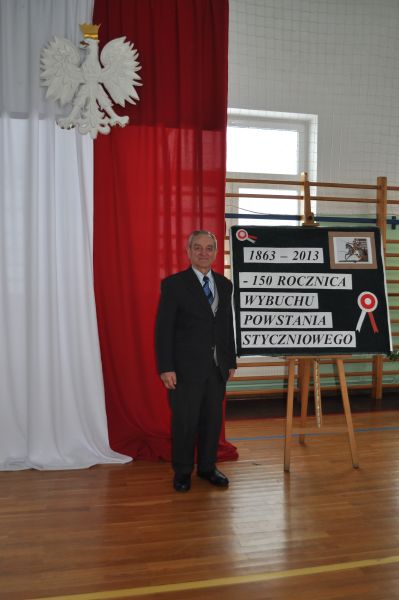 1863 – 2013
- 150 ROCZNICA
WYBUCHU
POWSTANIA
STYCZNIOWEGO